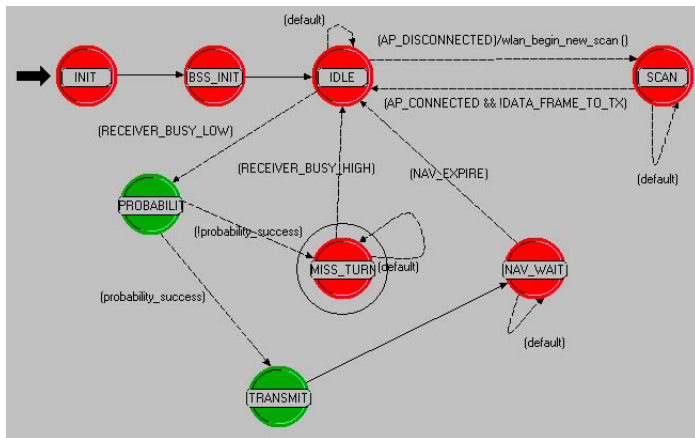 (default)
(AP_DISCONNECTED)/wlan_begin_new_scan ()
INIT
BSS_INIT
IDLE
SCAN
(AP_CONNECTED && !DATA_FRAME_TO_TX)
(RECEIVER_BUSY_LOW)
(RECEIVER_BUSY_HIGH)
(NAV_EXPIRE)
(default)
PROBABILIT
(!probability_success)
MISS_TURN
(default)
NAV_WAIT
(probability_success)
(default)
TRANSMIT